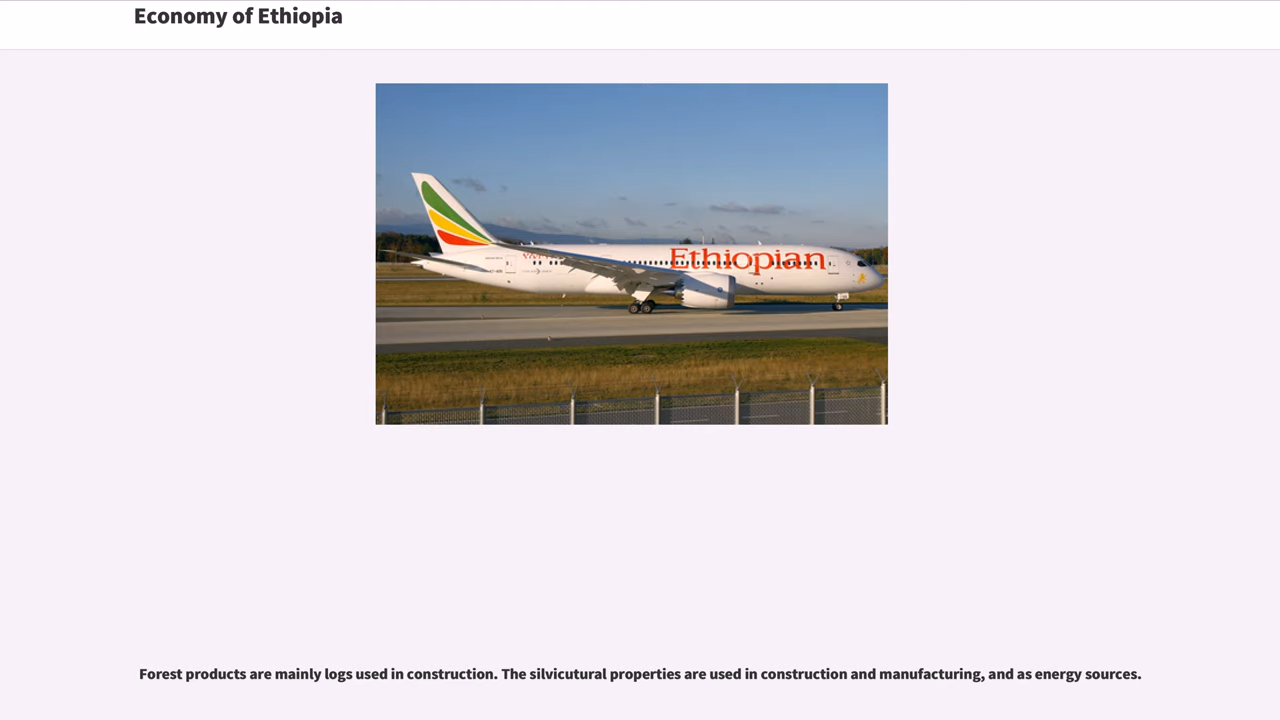 Economy of Ethiopia
Ethiopian
Forest products are mainly logs used in construction. The silvicutural properties are used in construction and manufacturing, and as energy sources.